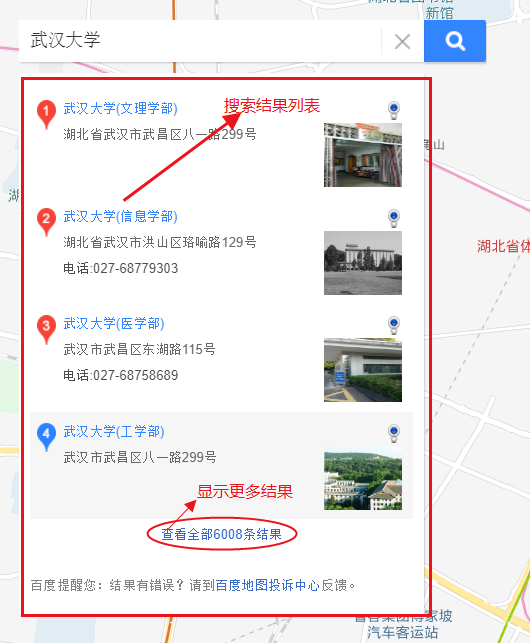 新馆
武汉大学
1
武汉大学(文理学部)
搜索结果列表
湖北省武汉市武昌区八一路299号
2
武汉大学(信息学部)
湖北省武汉市洪山区珞喻路129号
湖北省体
电话:027-68779303
3
武汉大学(医学部)
武汉市武昌区东湖路115号
电话:027-68758689
4
武汉大学(工学部)
武汉市武昌区八一路299号
显示更多结果
查看全部6008条结果
百度提醒您：结果有错误？请到百度地图投诉中心反馈。
汽车客运站